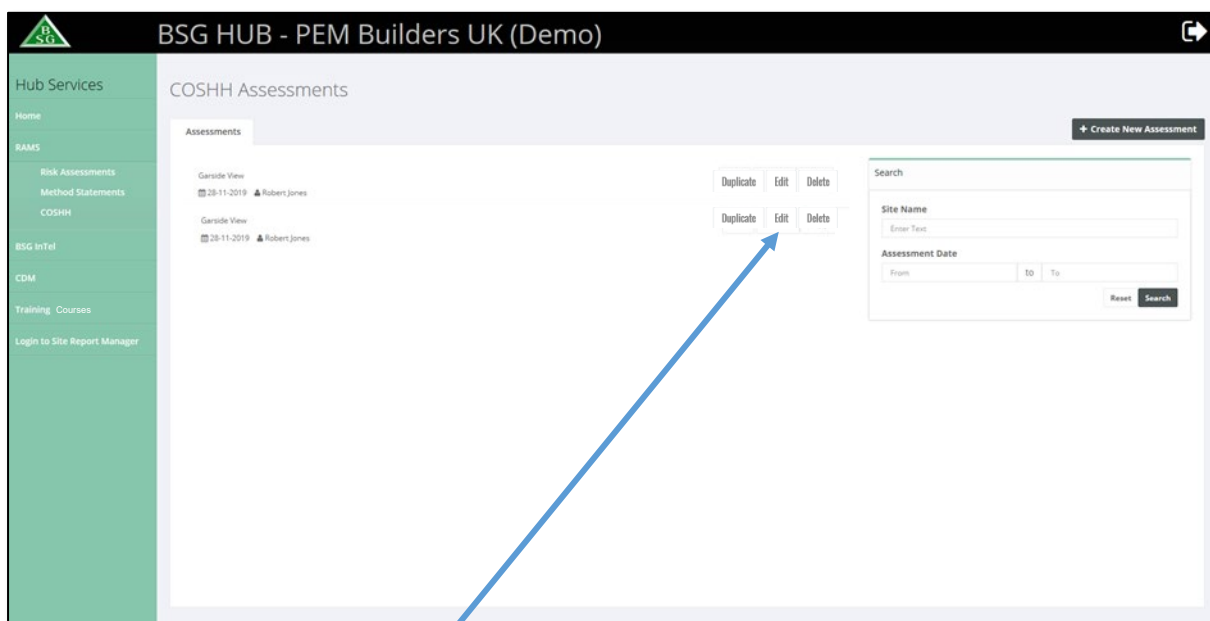 BSG
BSG HUB - PEM Builders UK (Demo)
Hub Services
Home
RAMS
Risk Assessments
Method Statements
COSHH
BSG InTel
CDM
Training Courses
Login to Site Report Manager
COSHH Assessments
Assessments
+ Create New Assessment
Garside View
28-11-2019 Robert Jones
Duplicate Edit Delete
Garside View
28-11-2019 Robert Jones
Duplicate Edit Delete
Search
Site Name
Enter Text
Assessment Date
From to To
Reset Search